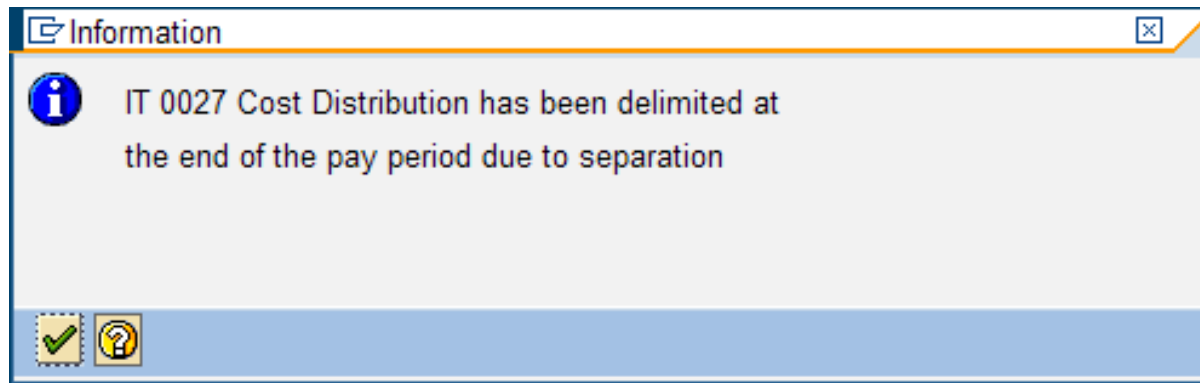 Information
IT 0027 Cost Distribution has been delimited at
the end of the pay period due to separation